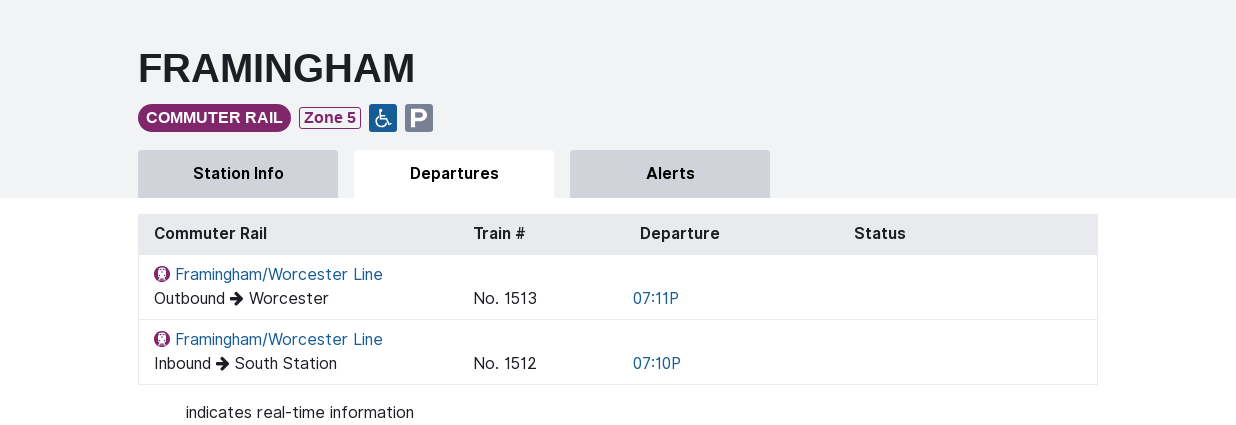 FRAMINGHAM
COMMUTER RAIL Zone 5 P
Station Info Departures Alerts
Commuter Rail Train # Departure Status
Framingham/Worcester Line
Outbound → Worcester No. 1513 07:11P
Framingham/Worcester Line
Inbound → South Station No. 1512 07:10P
indicates real-time information